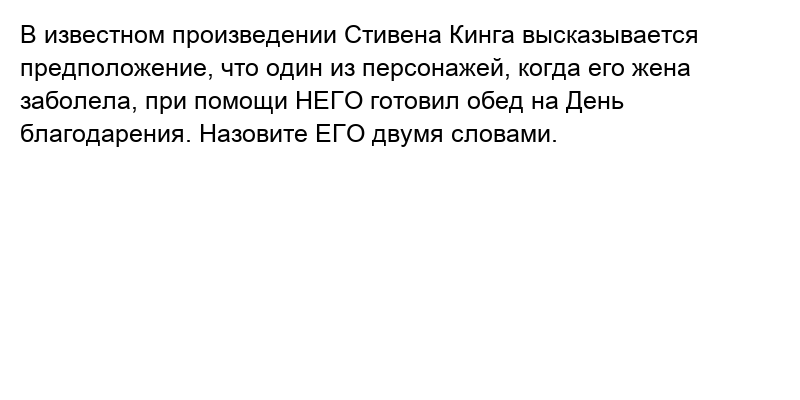 В известном произведении Стивена Кинга высказывается
предположение, что один из персонажей, когда его жена
заболела, при помощи НЕГО готовил обед на День
благодарения. Назовите ЕГО двумя словами.